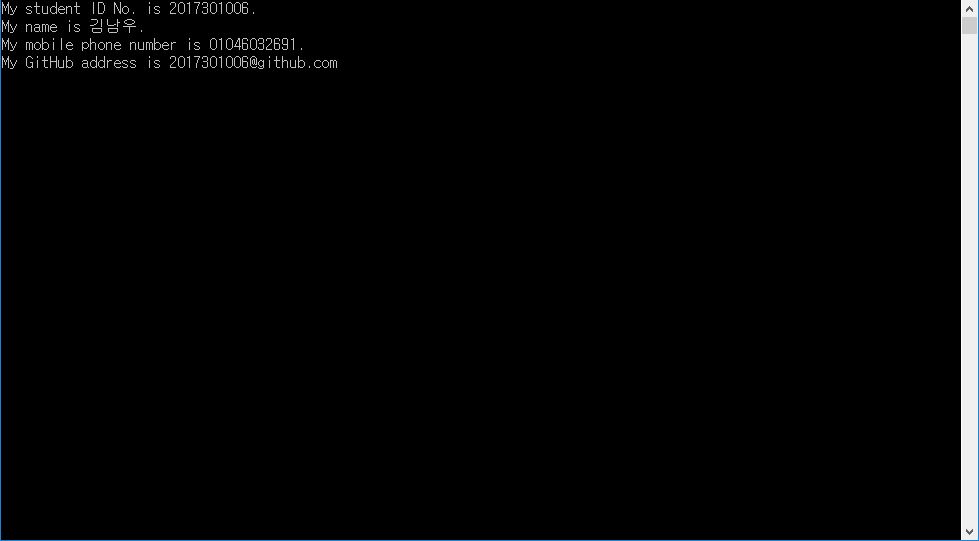 My student ID No. is 2017301006.
My name is 김남우.
My mobile phone number is 01046032691.
My GitHub address is 2017301006@github.com